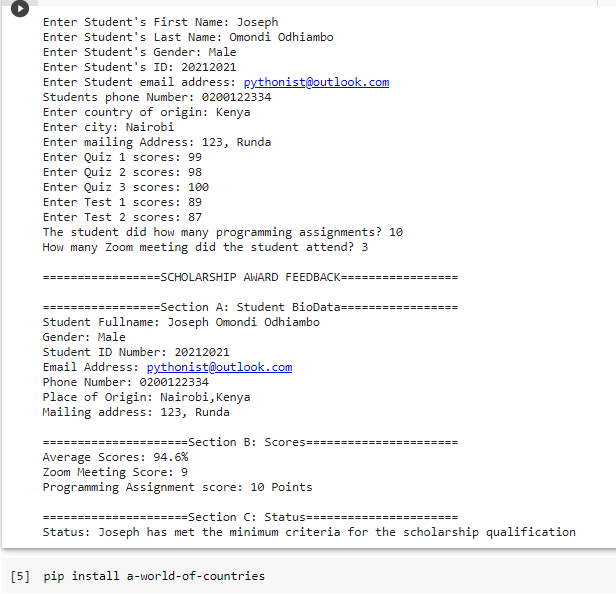 Enter Student's First Name: Joseph
Enter Student's Last Name: Omondi Odhiambo
Enter Student's Gender: Male
Enter Student's ID: 20212021
Enter Student email address: pythonist@outlook.com
Students phone Number: 0200122334
Enter country of origin: Kenya
Enter city: Nairobi
Enter mailing Address: 123, Runda
Enter Quiz 1 scores: 99
Enter Quiz 2 scores: 98
Enter Quiz 3 scores: 100
Enter Test 1 scores: 89
Enter Test 2 scores: 87
The student did how many programming assignments? 10
How many Zoom meeting did the student attend? 3
=================SCHOLARSHIP AWARD FEEDBACK=================
=================Section A: Student BioData=================
Student Fullname: Joseph Omondi Odhiambo
Gender: Male
Student ID Number: 20212021
Email Address: pythonist@outlook.com
Phone Number: 0200122334
Place of Origin: Nairobi,Kenya
Mailing address: 123, Runda
=====================Section B: Scores======================
Average Scores: 94.6%
Zoom Meeting Score: 9
Programming Assignment score: 10 Points
=====================Section C: Status======================
Status: Joseph has met the minimum criteria for the scholarship qualification
[5] pip install a-world-of-countries